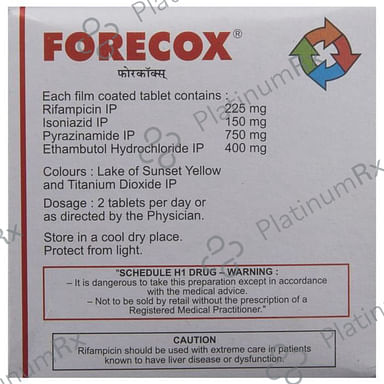 FORECOX®
फोरकॉक्स्
Each film coated tablet contains :
Rifampicin IP 225 mg
Isoniazid IP 150 mg
Pyrazinamide IP 750 mg
Ethambutol Hydrochloride IP 400 mg
Colours : Lake of Sunset Yellow
and Titanium Dioxide IP
Dosage : 2 tablets per day or
as directed by the Physician.
Store in a cool dry place.
Protect from light.
"SCHEDULE H1 DRUG – WARNING :
– It is dangerous to take this preparation except in accordance
with the medical advice.
– Not to be sold by retail without the prescription of a
Registered Medical Practitioner."
CAUTION
Rifampicin should be used with extreme care in patients
known to have liver disease or dysfunction.
PlatinumRx
PlatinumRx
PlatinumRx